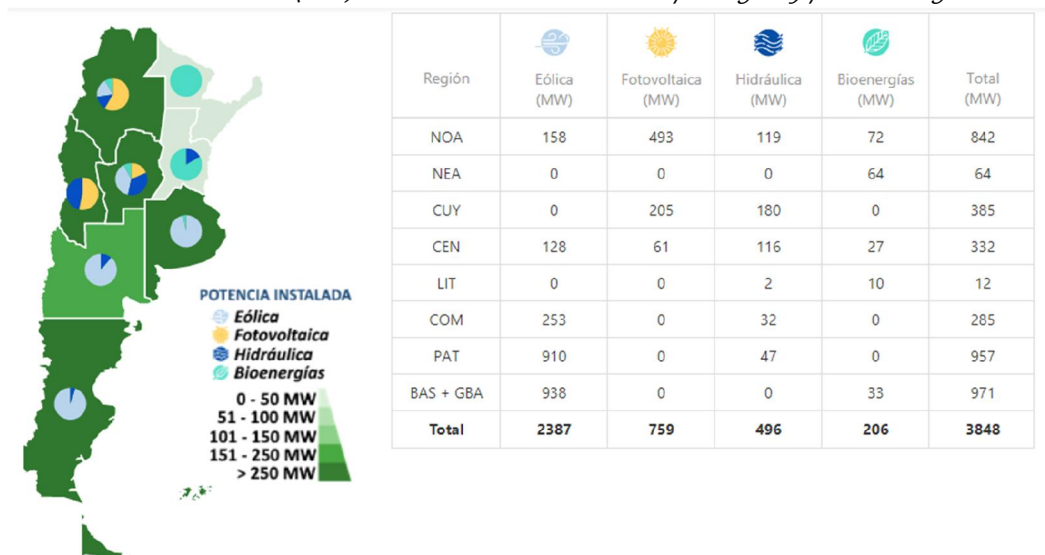 Región Eólica (MW) Fotovoltaica (MW) Hidráulica (MW) Bioenergías (MW) Total (MW)
NOA 158 493 119 72 842
NEA 0 0 0 64 64
CUY 0 205 180 0 385
CEN 128 61 116 27 332
LIT 0 0 2 10 12
COM 253 0 32 0 285
PAT 910 0 47 0 957
BAS + GBA 938 0 0 33 971
Total 2387 759 496 206 3848
POTENCIA INSTALADA
Eólica
Fotovoltaica
Hidráulica
Bioenergías
0 - 50 MW
51 - 100 MW
101 - 150 MW
151 - 250 MW
> 250 MW